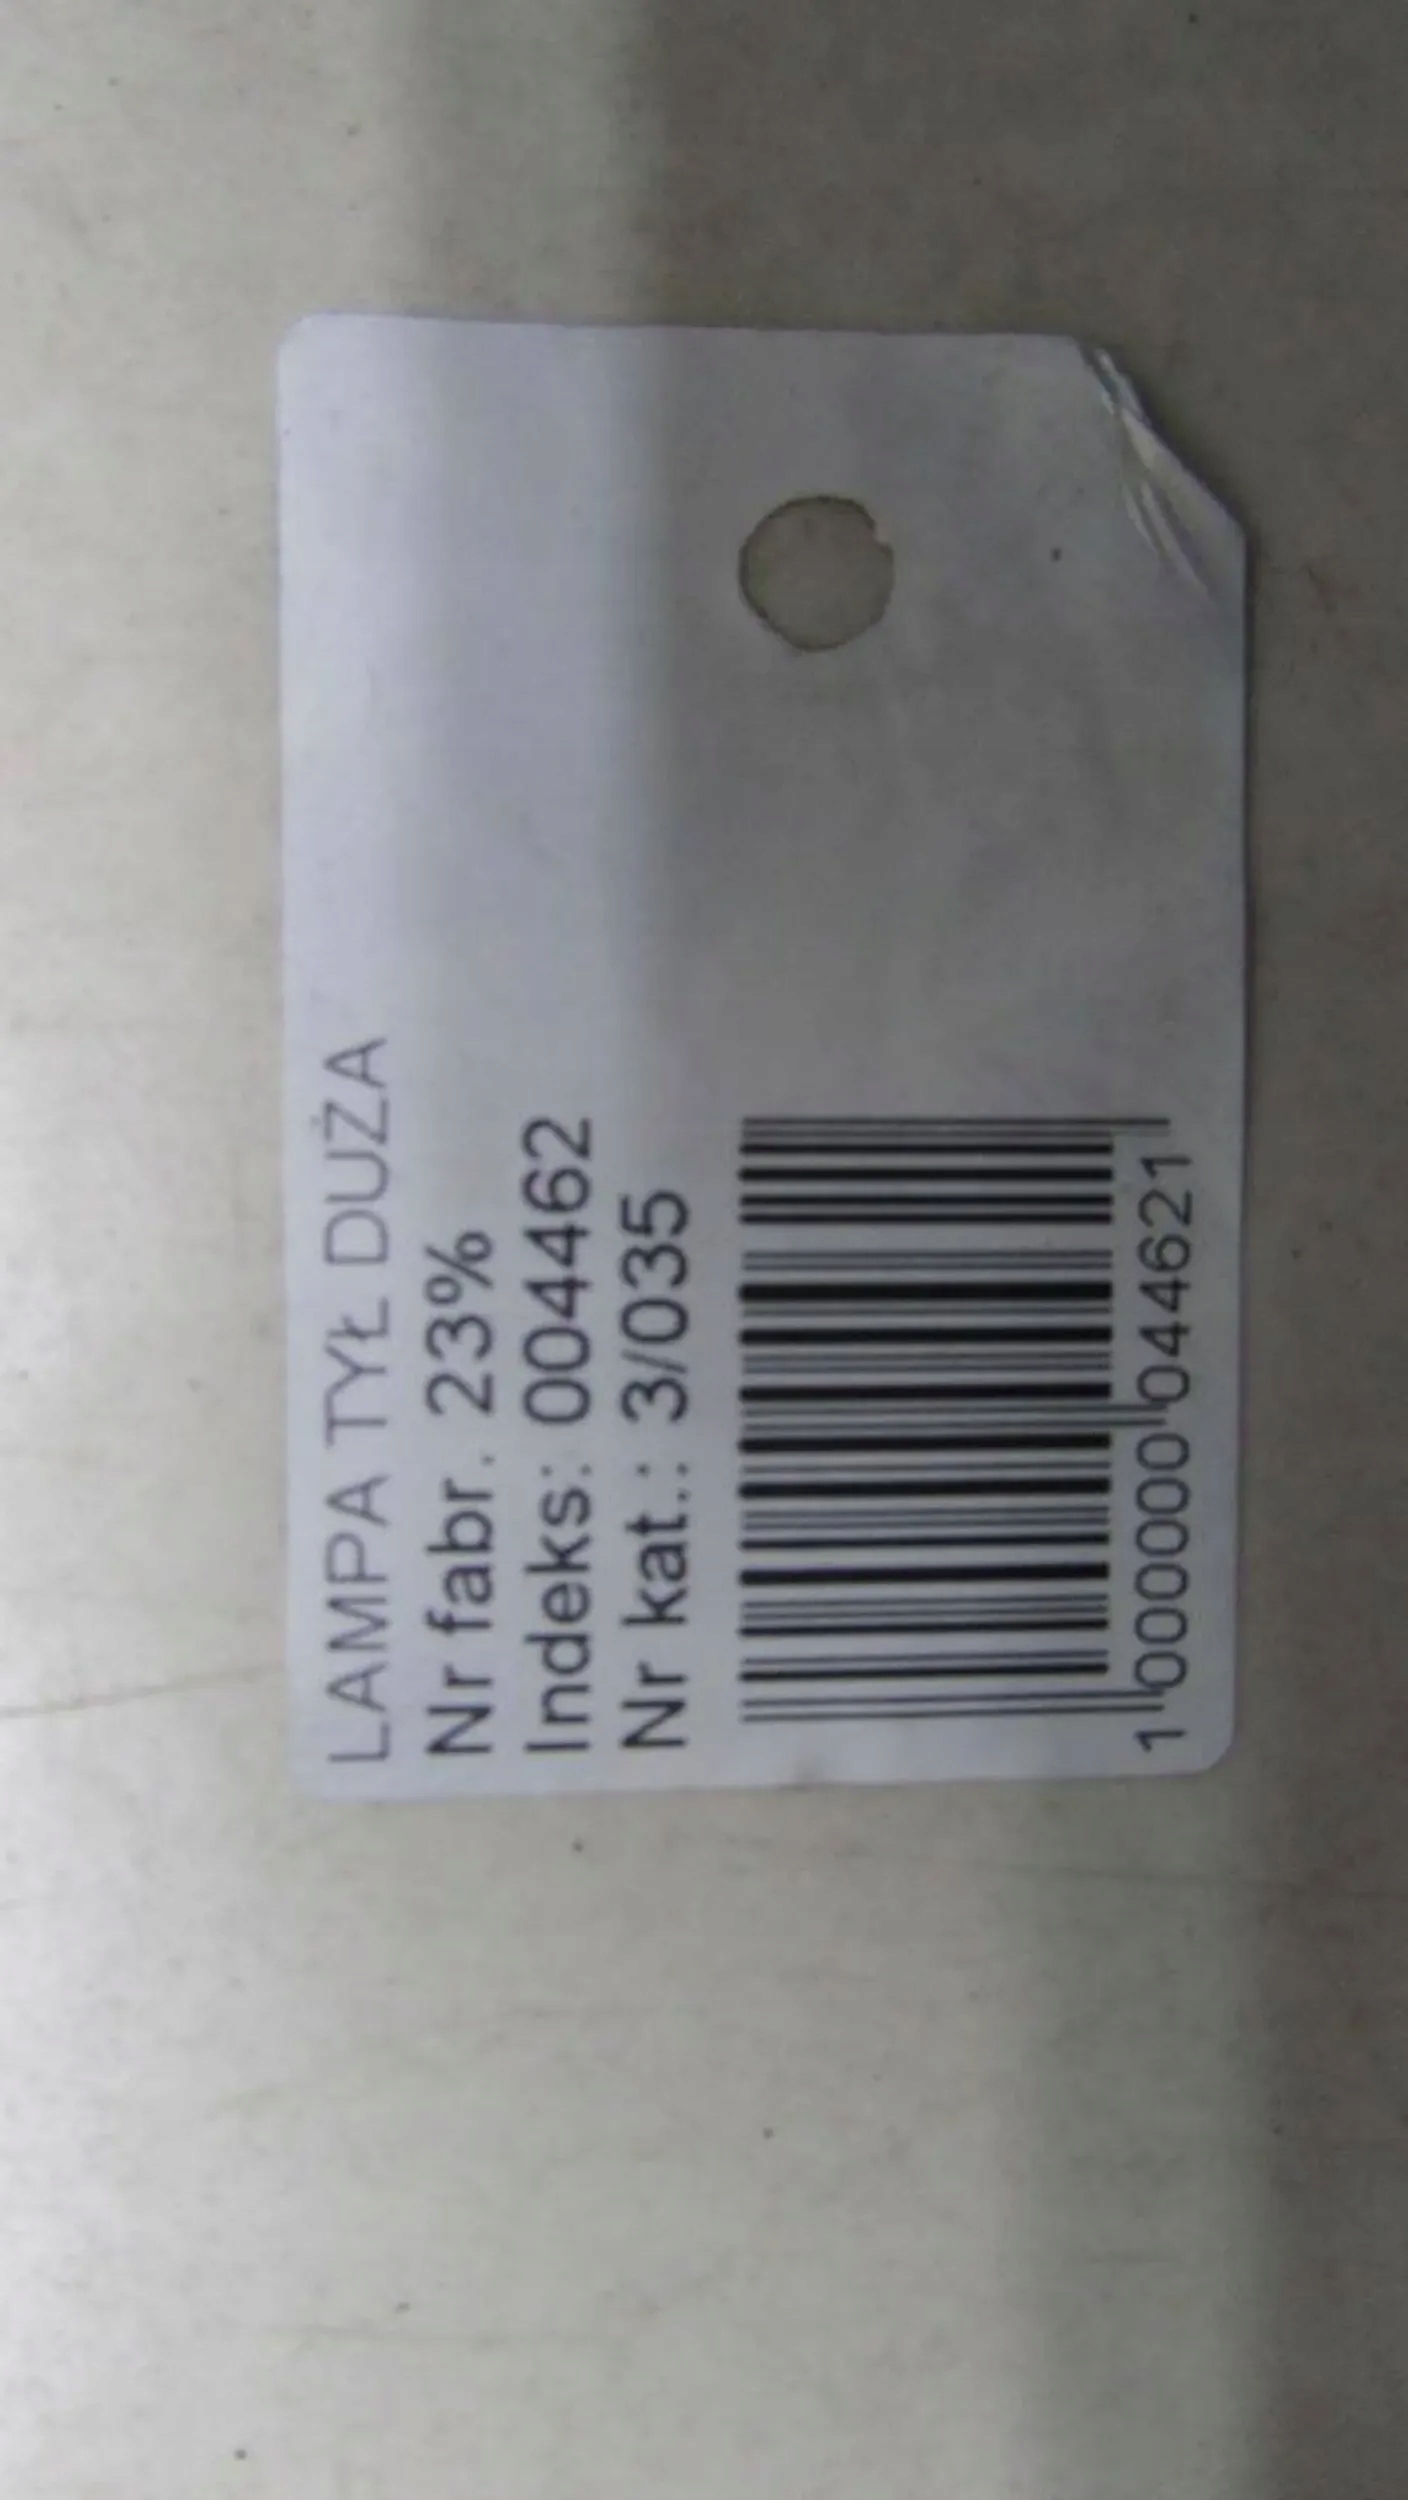 LAMPA TYŁ DUŻA
Nr fabr. 23%
Indeks: 004462
Nr kat.: 3/035
1 000000 044621